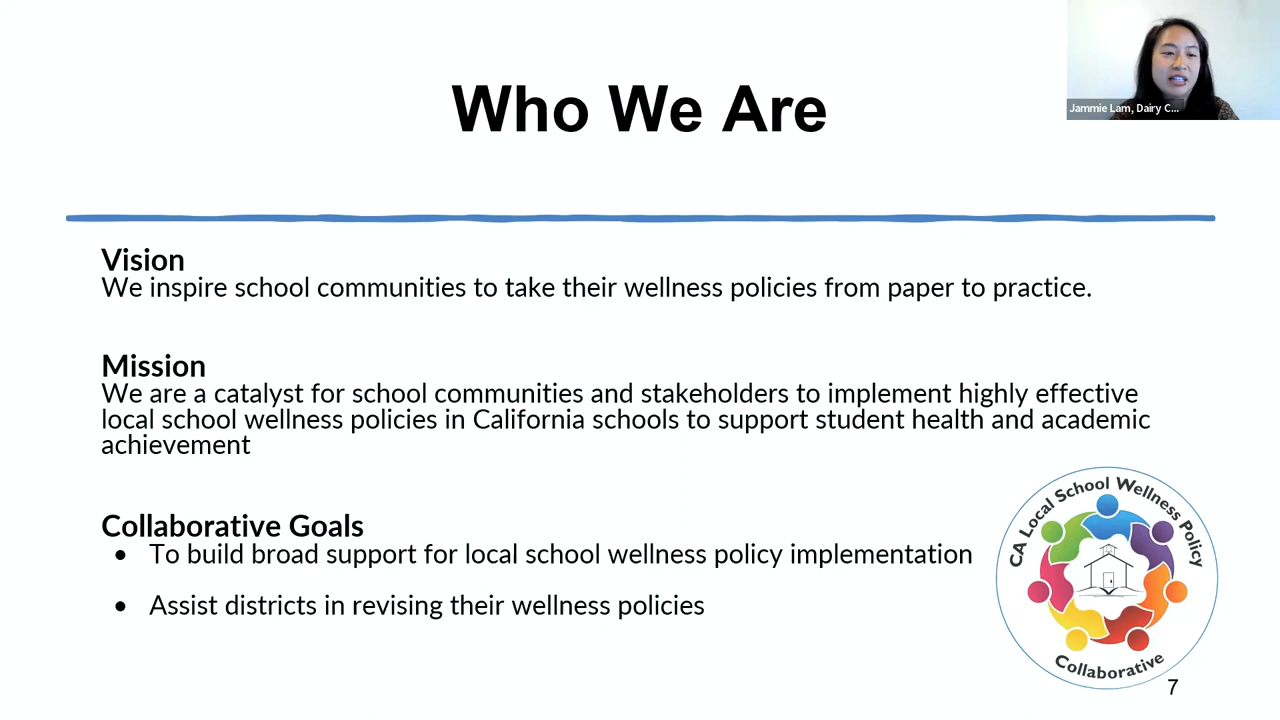 Who We Are
Jammie Lam, Dairy C...
Vision
We inspire school communities to take their wellness policies from paper to practice.
Mission
We are a catalyst for school communities and stakeholders to implement highly effective
local school wellness policies in California schools to support student health and academic
achievement
Collaborative Goals
• To build broad support for local school wellness policy implementation
• Assist districts in revising their wellness policies
CA Local School Wellness Policy
Collaborative
7